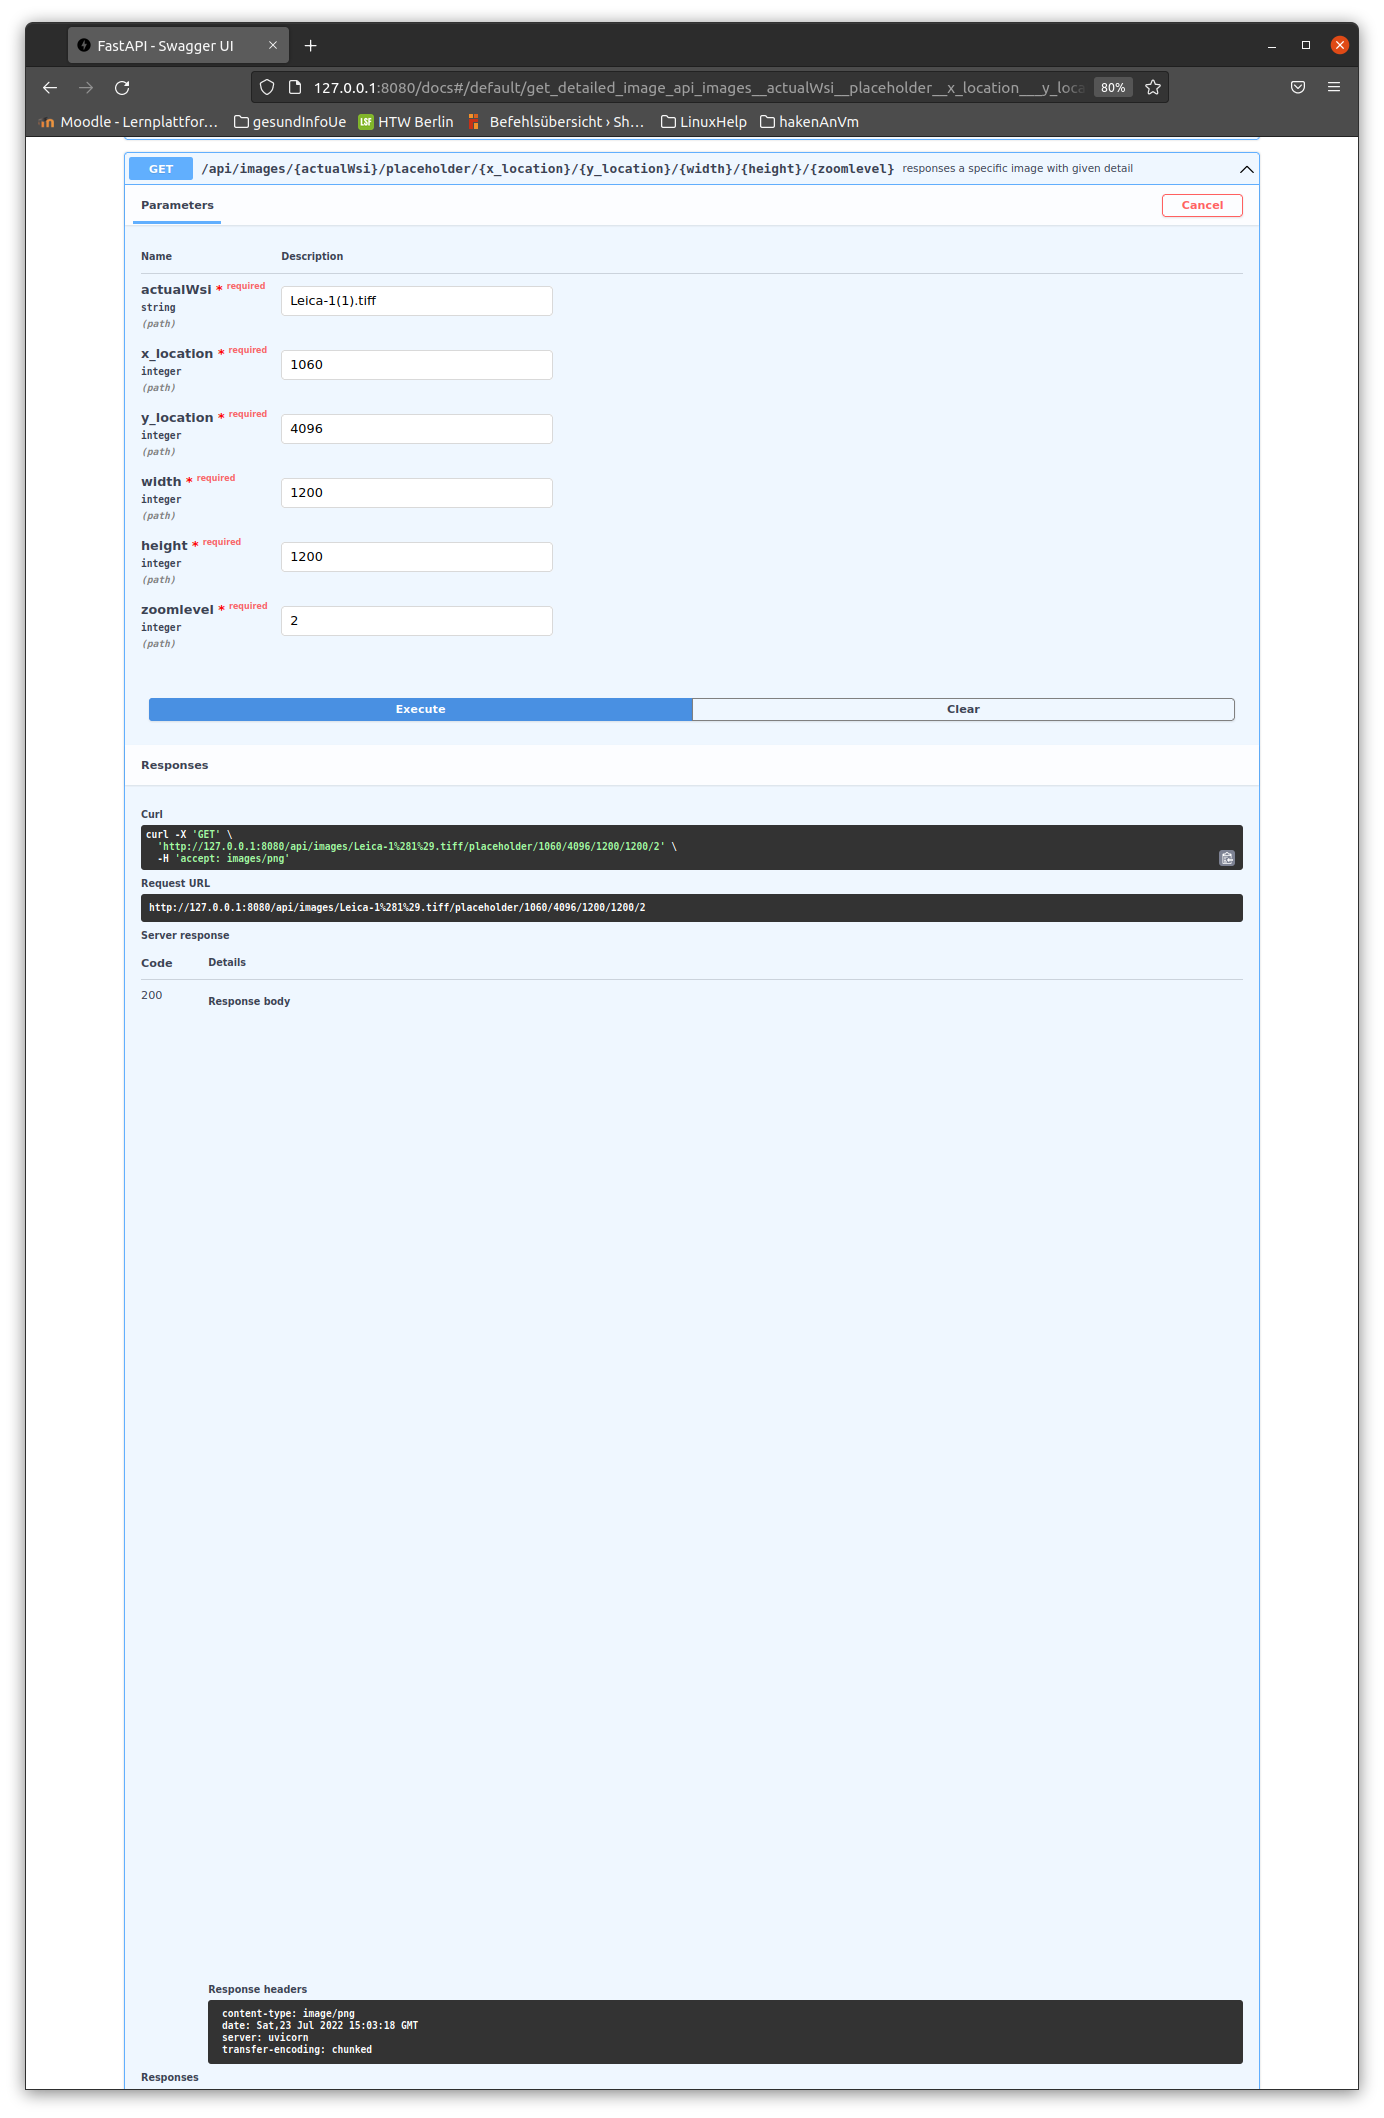 FastAPI - Swagger UI
127.0.0.1:8080/docs#/default/get_detailed_image_api_images__actualWsi__placeholder__x_location___y_loca
80%
Moodle - Lernplattfor… gesundInfoUe LSF HTW Berlin Befehlsübersicht › Sh… LinuxHelp hakenAnVm
GET /api/images/{actualWsi}/placeholder/{x_location}/{y_location}/{width}/{height}/{zoomlevel} responses a specific image with given detail
Parameters Cancel
Name Description
actualWsi * required
string
(path)
Leica-1(1).tiff
x_location * required
integer
(path)
1060
y_location * required
integer
(path)
4096
width * required
integer
(path)
1200
height * required
integer
(path)
1200
zoomlevel * required
integer
(path)
2
Execute Clear
Responses
Curl
curl -X 'GET' \
'http://127.0.0.1:8080/api/images/Leica-1%281%29.tiff/placeholder/1060/4096/1200/1200/2' \
-H 'accept: images/png'
Request URL
http://127.0.0.1:8080/api/images/Leica-1%281%29.tiff/placeholder/1060/4096/1200/1200/2
Server response
Code Details
200 Response body
Response headers
content-type: image/png
date: Sat,23 Jul 2022 15:03:18 GMT
server: uvicorn
transfer-encoding: chunked
Responses